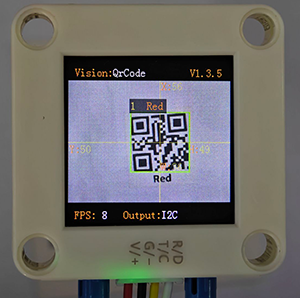 Vision:QrCode V1.3.5
1 Red
Red
FPS: 8 Output:I2C
R/D
T/C
G/-
V/+